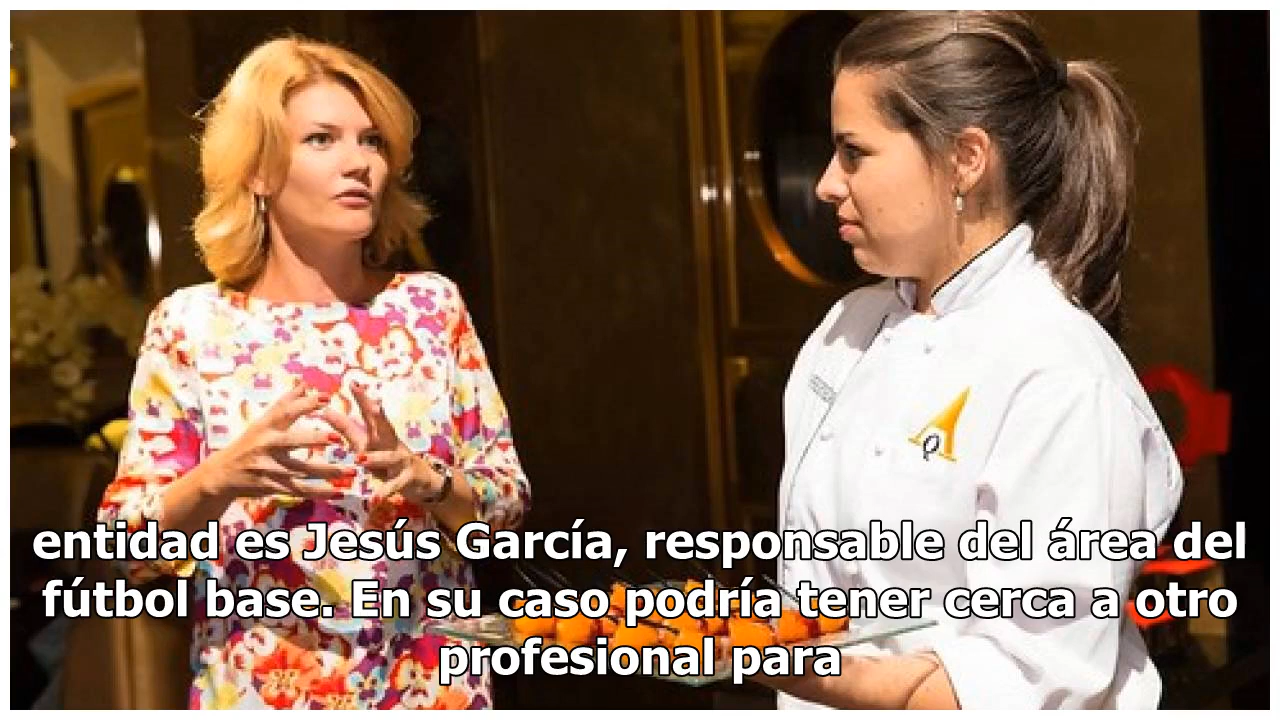 AQ
entidad es Jesús García, responsable del área del
fútbol base. En su caso podría tener cerca a otro
profesional para